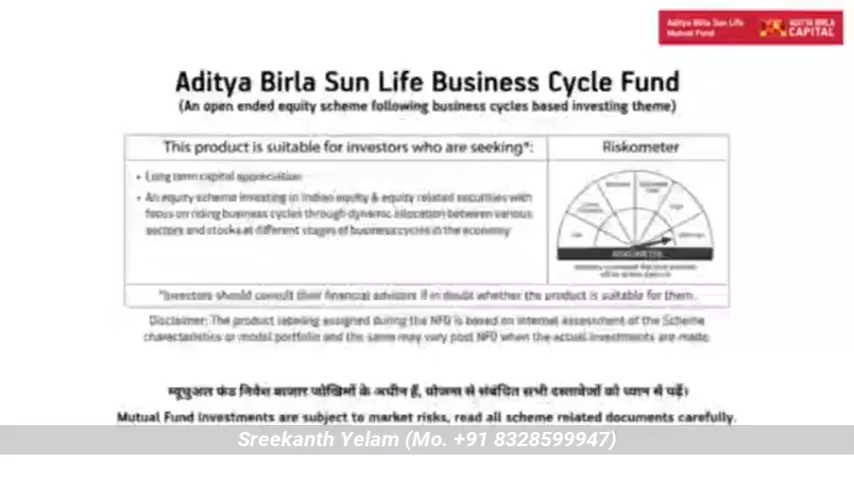 Aditya Birla Sun Life
Mutual Fund
ADITYA BIRLA
CAPITAL
Aditya Birla Sun Life Business Cycle Fund
(An open ended equity scheme following business cycles based investing theme)
This product is suitable for investors who are seeking*:
Riskometer
• Long term capital appreciation
• An equity scheme investing in Indian equity & equity related securities with
focus on riding business cycles through dynamic allocation between various
sectors and stocks at different stages of business cycles in the economy
RISKOMETER
*Investors should consult their financial advisors if in doubt whether the product is suitable for them.
Disclaimer: The product labeling assigned during the NFO is based on internal assessment of the Scheme
characteristics or model portfolio and the same may vary post NFO when the actual investments are made.
म्यूचुअल फंड निवेश बाजार जोखिमों के अधीन हैं, योजना से संबंधित सभी दस्तावेजों को ध्यान से पढ़ें।
Mutual Fund investments are subject to market risks, read all scheme related documents carefully.
Sreekanth Yelam (Mo. +91 8328599947)